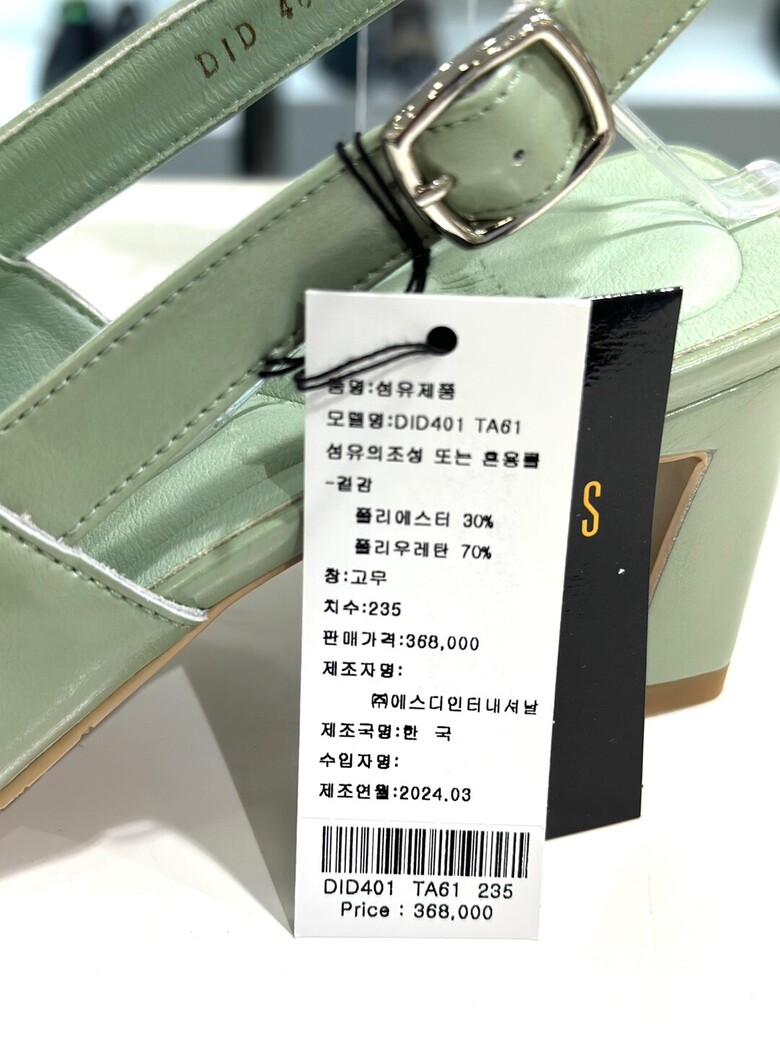 DID 40
품명:섬유제품
모델명:DID401 TA61
섬유의조성 또는 혼용률
-겉감
폴리에스터 30%
폴리우레탄 70%
창:고무
치수:235
판매가격:368,000
제조자명:
㈜에스디인터내셔날
제조국명:한 국
수입자명:
제조연월:2024.03
DID401 TA61 235
Price : 368,000
S